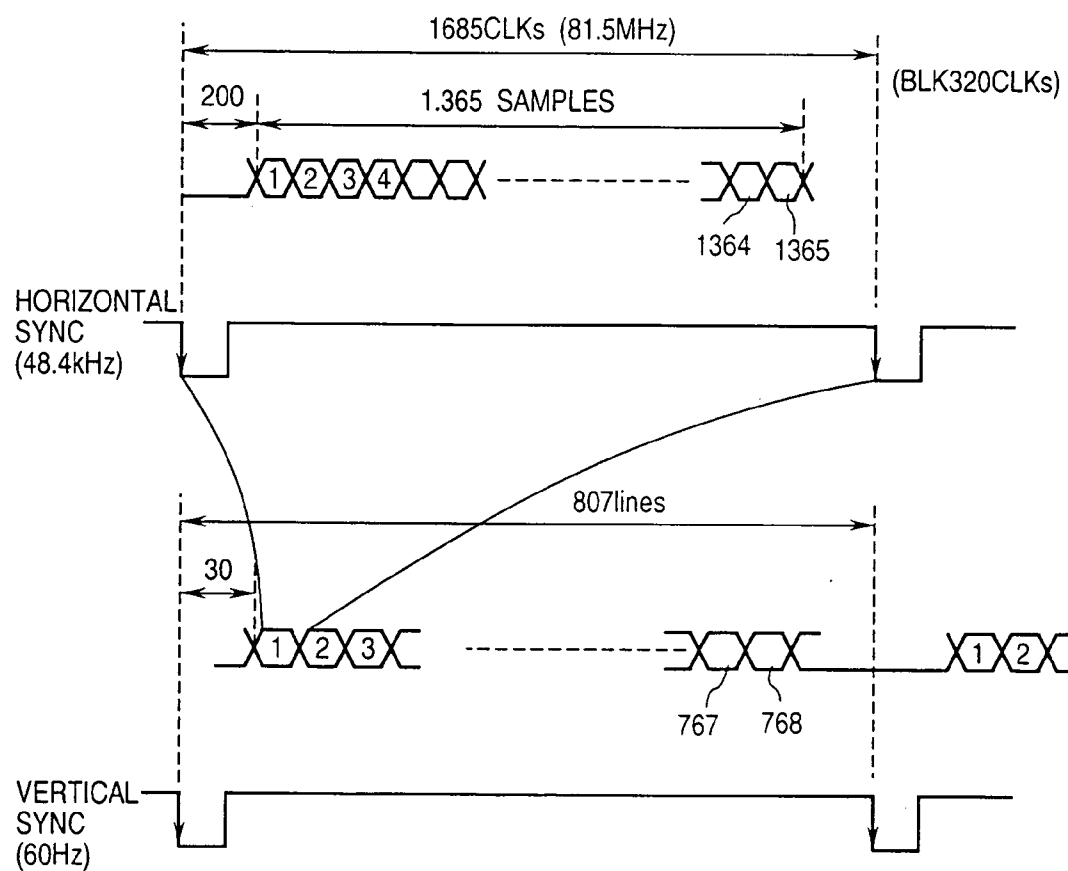 1685CLKs (81.5MHz)
(BLK320CLKs)
200
1.365 SAMPLES
1 2 3 4
1364 1365
HORIZONTAL
SYNC
(48.4kHz)
807lines
30
1 2 3
1 2
767 768
VERTICAL
SYNC
(60Hz)